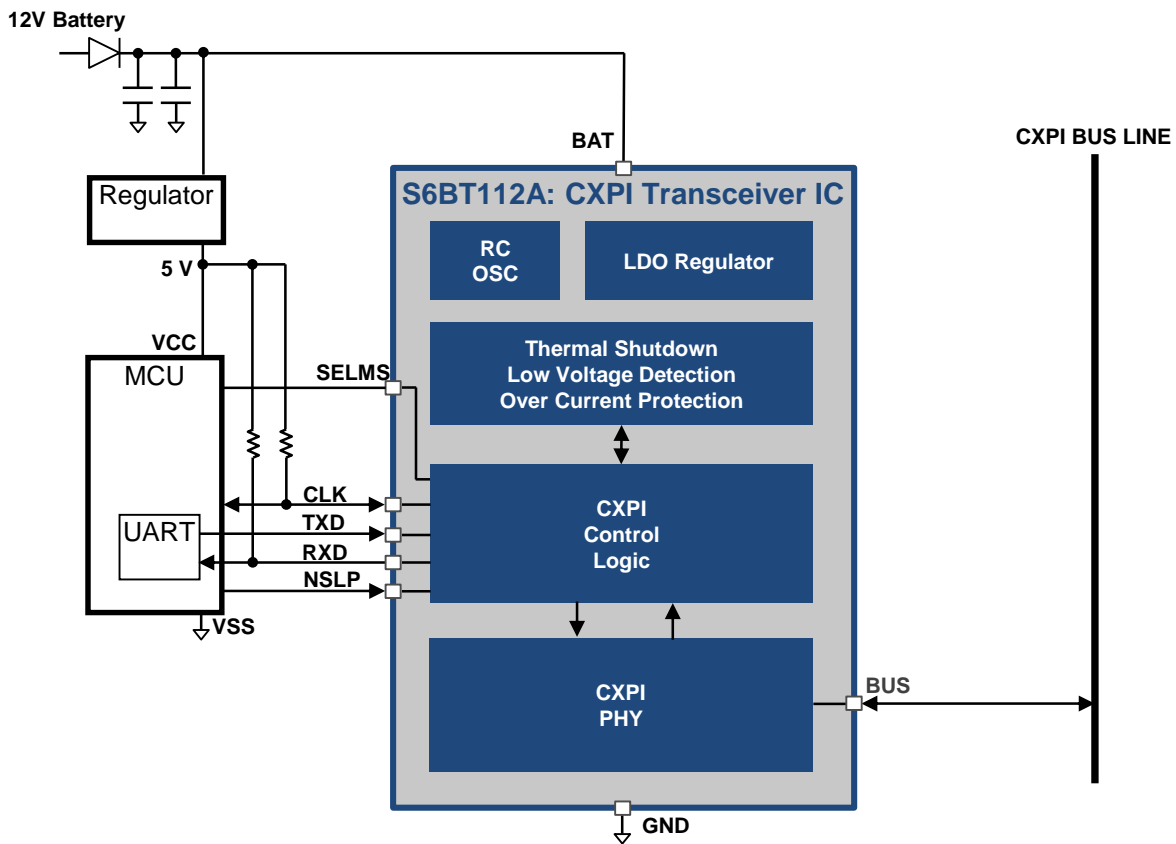 12V Battery
BAT
CXPI BUS LINE
Regulator
S6BT112A: CXPI Transceiver IC
RC
OSC
LDO Regulator
5 V
VCC
MCU
SELMS
Thermal Shutdown
Low Voltage Detection
Over Current Protection
CLK
UART
TXD
RXD
NSLP
CXPI
Control
Logic
VSS
CXPI
PHY
BUS
GND